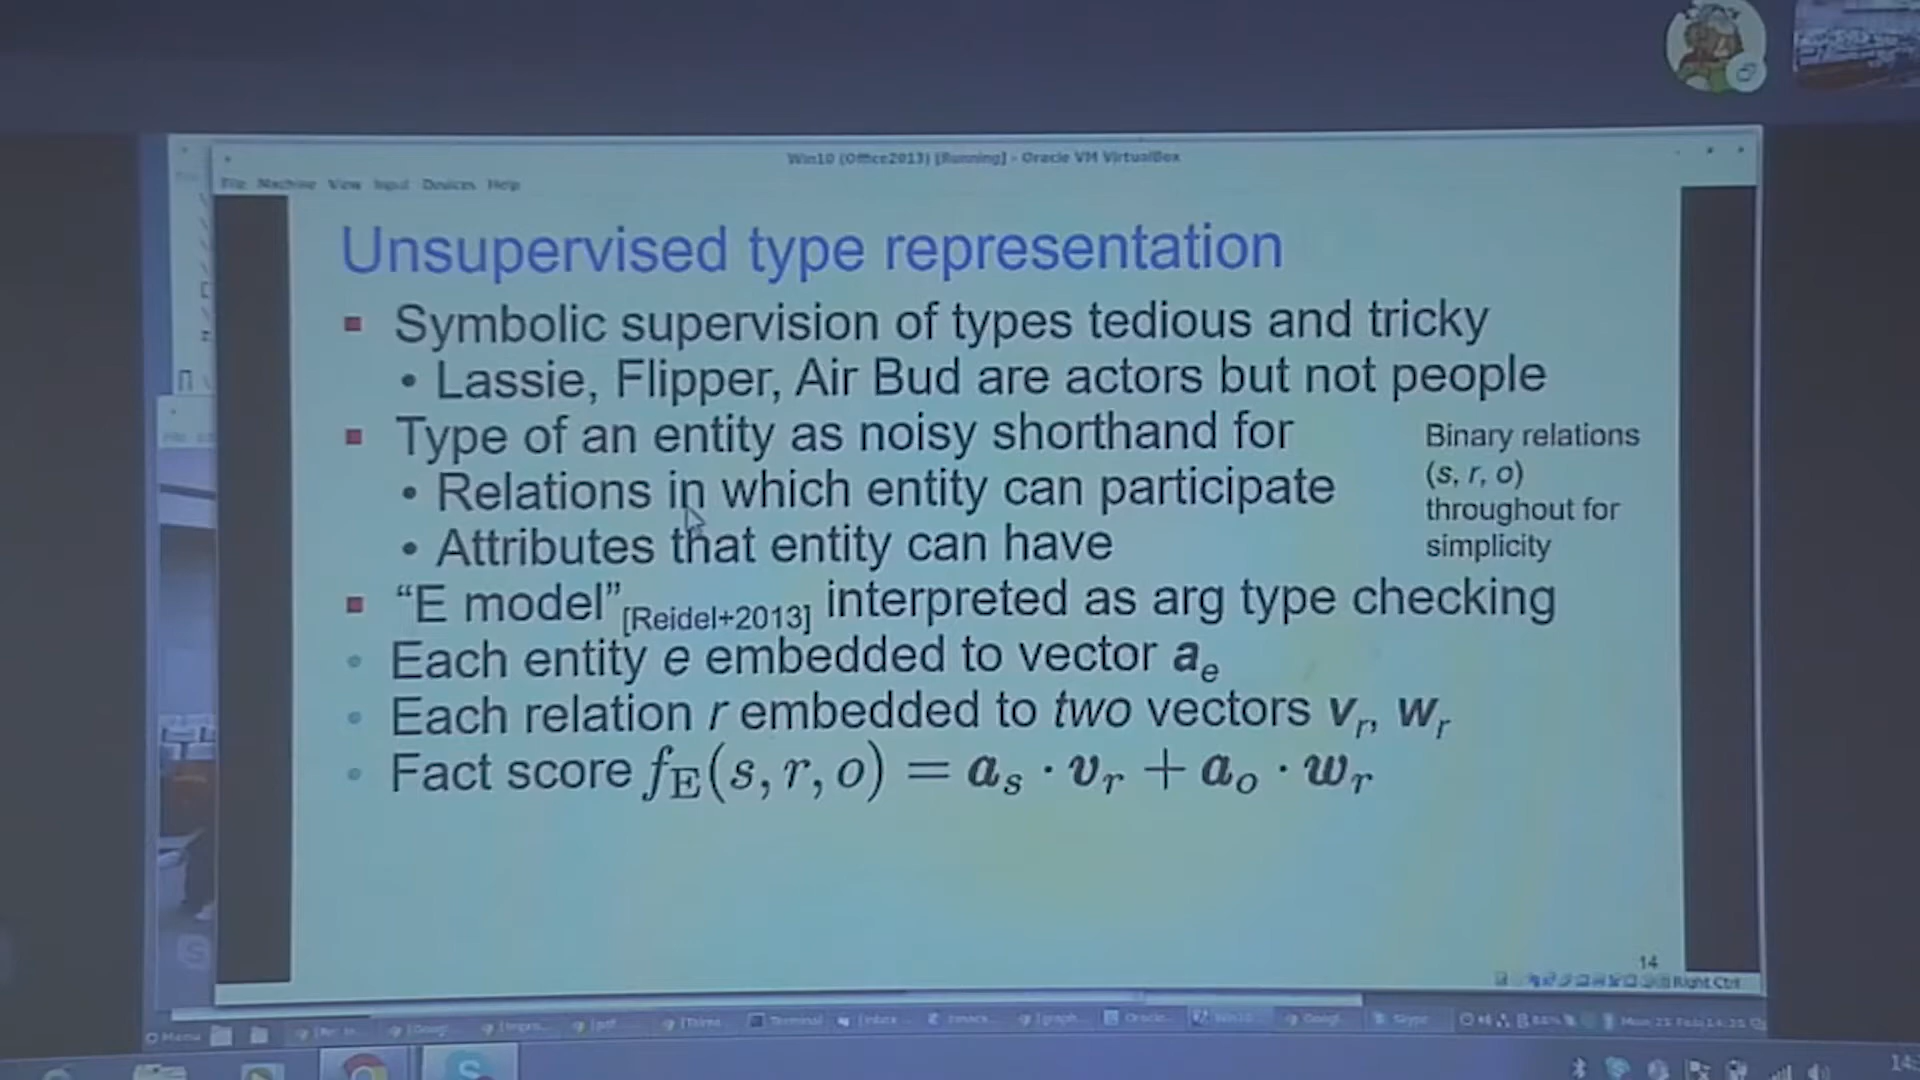 Win10 (Office2013) [Running] - Oracle VM VirtualBox
File Machine View Input Devices Help
Unsupervised type representation
Symbolic supervision of types tedious and tricky
• Lassie, Flipper, Air Bud are actors but not people
Type of an entity as noisy shorthand for
• Relations in which entity can participate
• Attributes that entity can have
Binary relations
(s, r, o)
throughout for
simplicity
“E model”[Reidel+2013] interpreted as arg type checking
• Each entity e embedded to vector a_e
• Each relation r embedded to two vectors v_r, w_r
• Fact score f_E(s, r, o) = a_s · v_r + a_o · w_r
14
Right Ctrl
Menu
Terminal